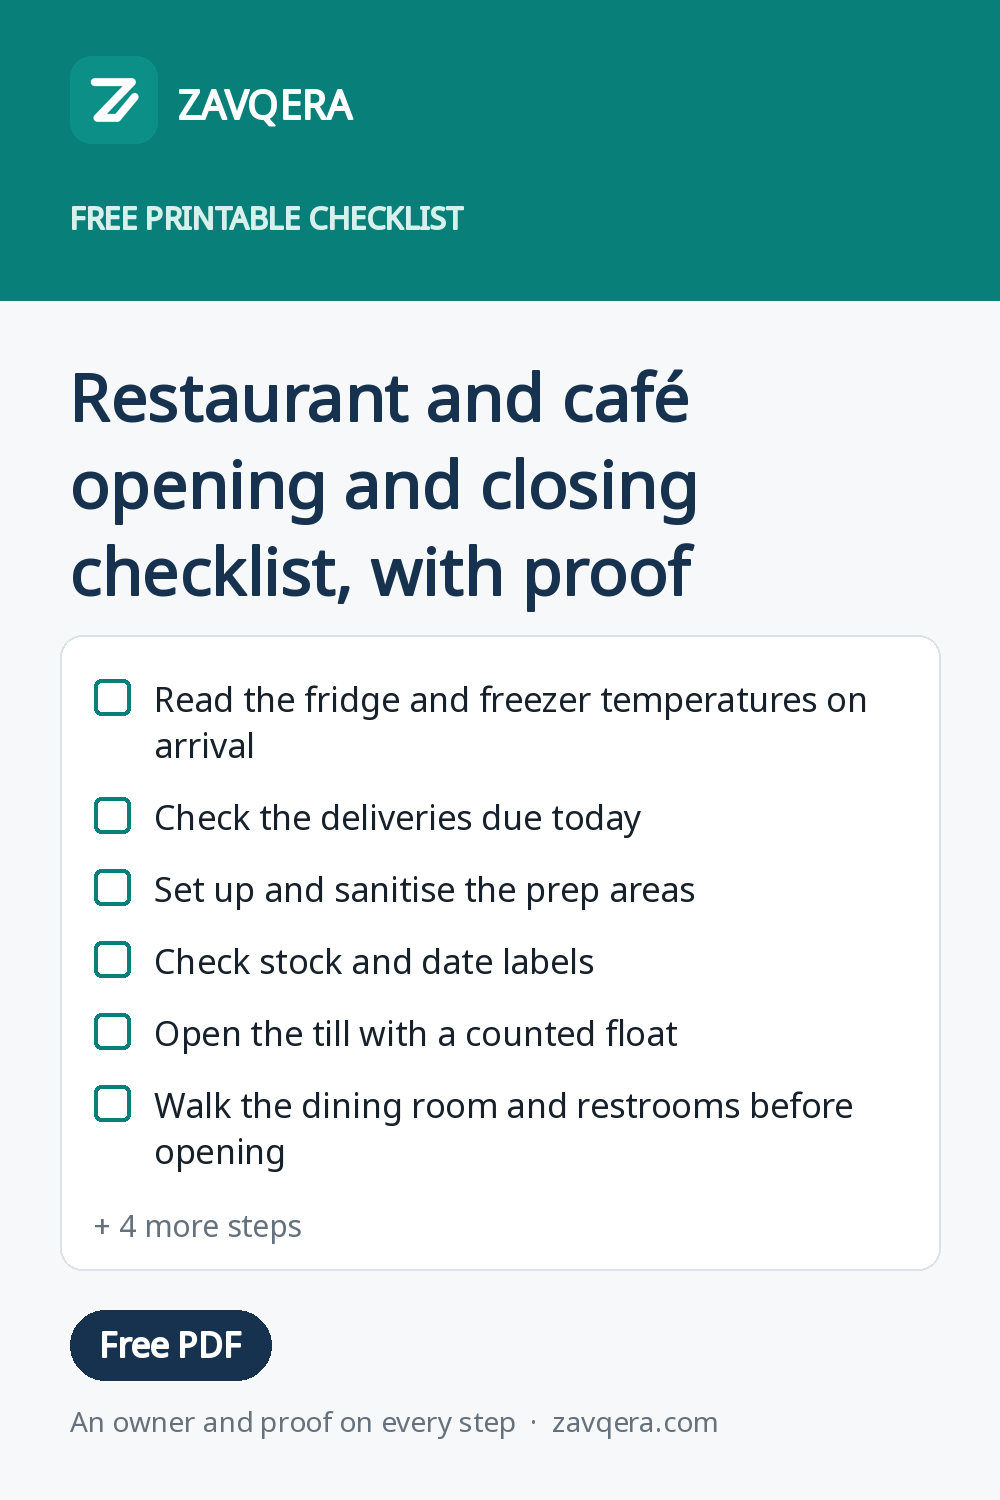 ZAVQERA
FREE PRINTABLE CHECKLIST
Restaurant and café
opening and closing
checklist, with proof
Read the fridge and freezer temperatures on
arrival
Check the deliveries due today
Set up and sanitise the prep areas
Check stock and date labels
Open the till with a counted float
Walk the dining room and restrooms before
opening
+ 4 more steps
Free PDF
An owner and proof on every step · zavqera.com